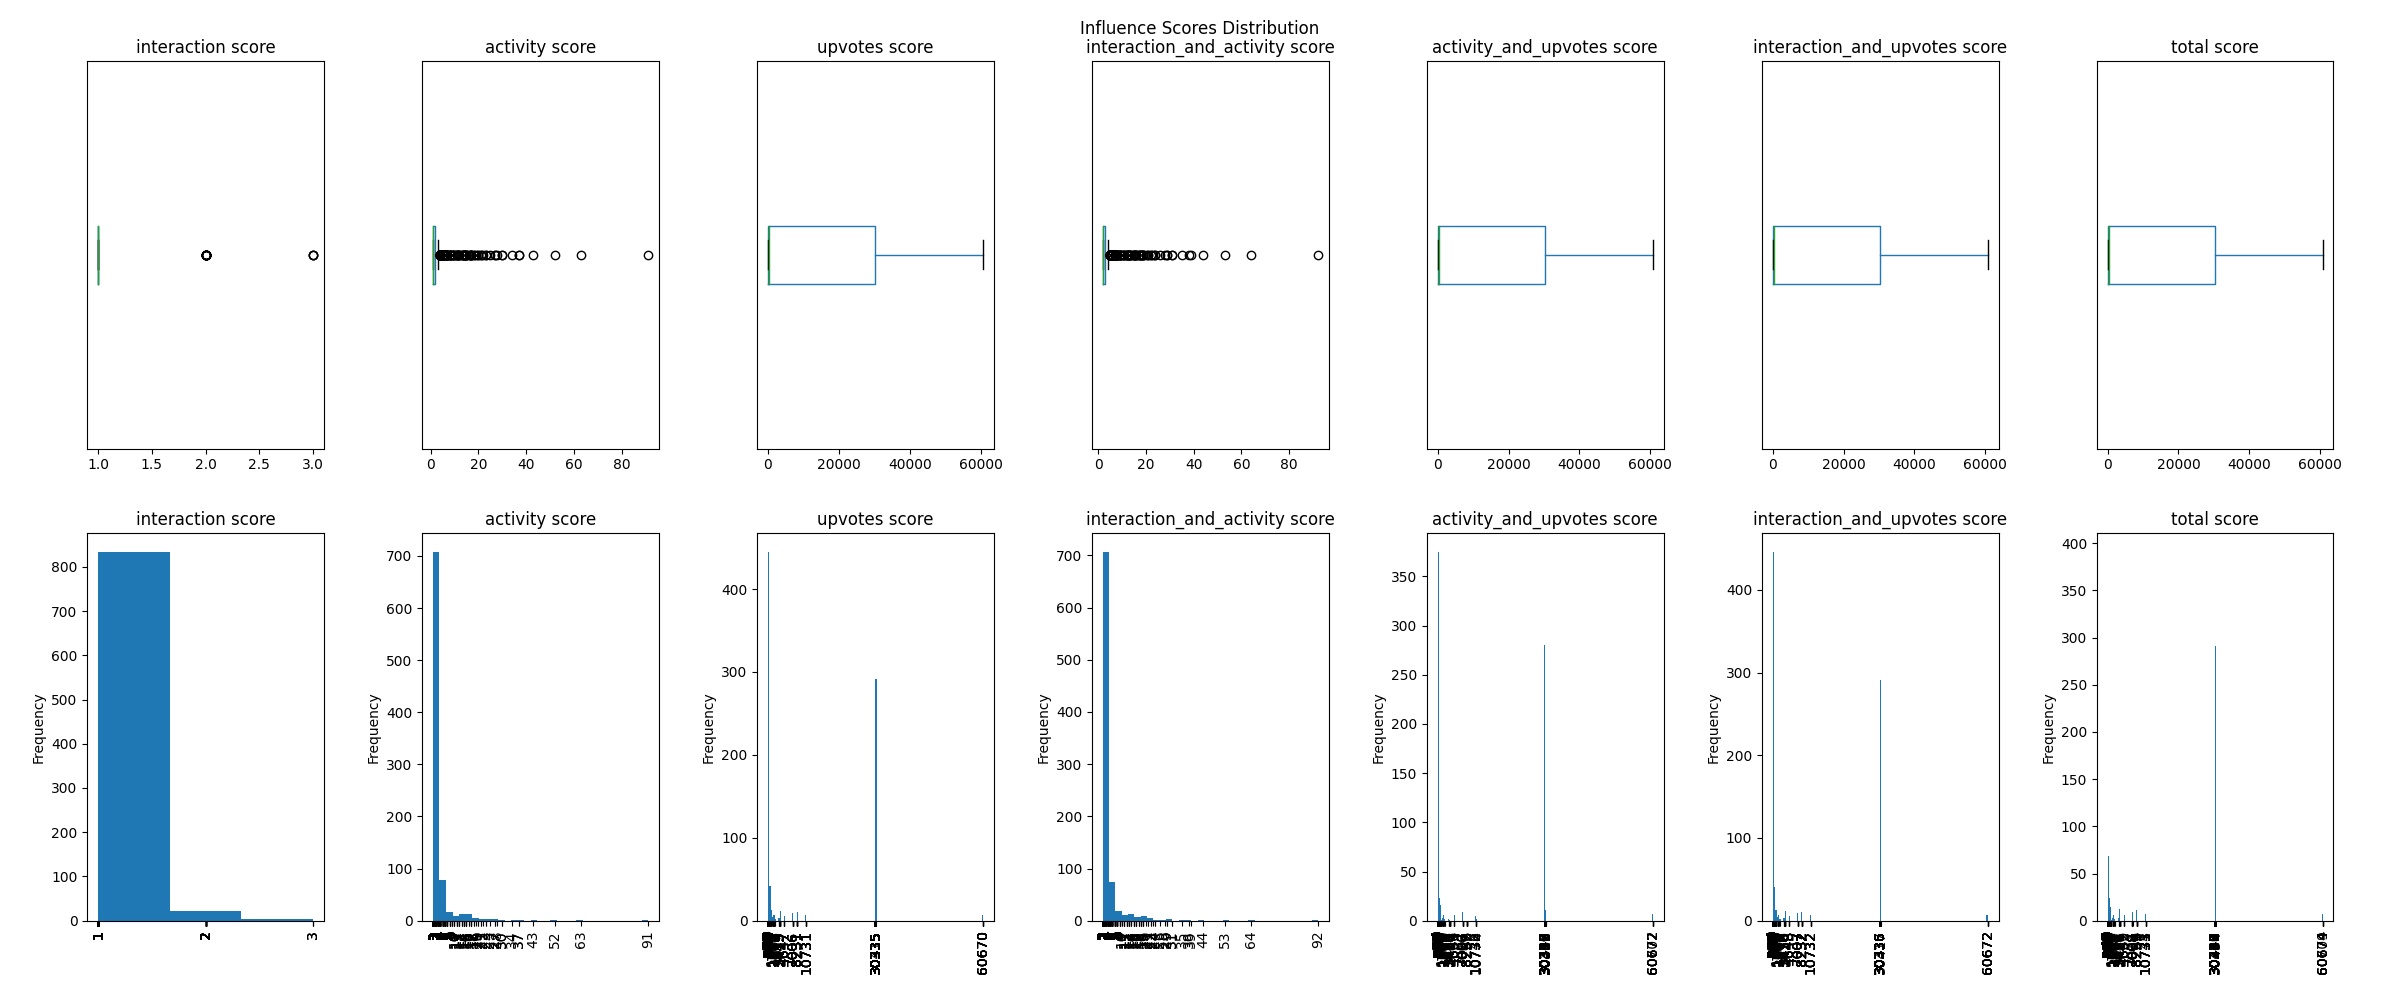 Influence Scores Distribution
interaction score
activity score
upvotes score
interaction_and_activity score
activity_and_upvotes score
interaction_and_upvotes score
total score
1.0 1.5 2.0 2.5 3.0
0 20 40 60 80
0 20000 40000 60000
0 20 40 60 80
0 20000 40000 60000
0 20000 40000 60000
0 20000 40000 60000
interaction score
Frequency
800
700
600
500
400
300
200
100
0
1 2 3
activity score
Frequency
700
600
500
400
300
200
100
0
37 43 52 63 91
upvotes score
Frequency
400
300
200
100
0
10731 60670
interaction_and_activity score
Frequency
700
600
500
400
300
200
100
0
44 53 64 92
activity_and_upvotes score
Frequency
350
300
250
200
150
100
50
0
interaction_and_upvotes score
Frequency
400
300
200
100
0
10732 60672
total score
Frequency
400
350
300
250
200
150
100
50
0